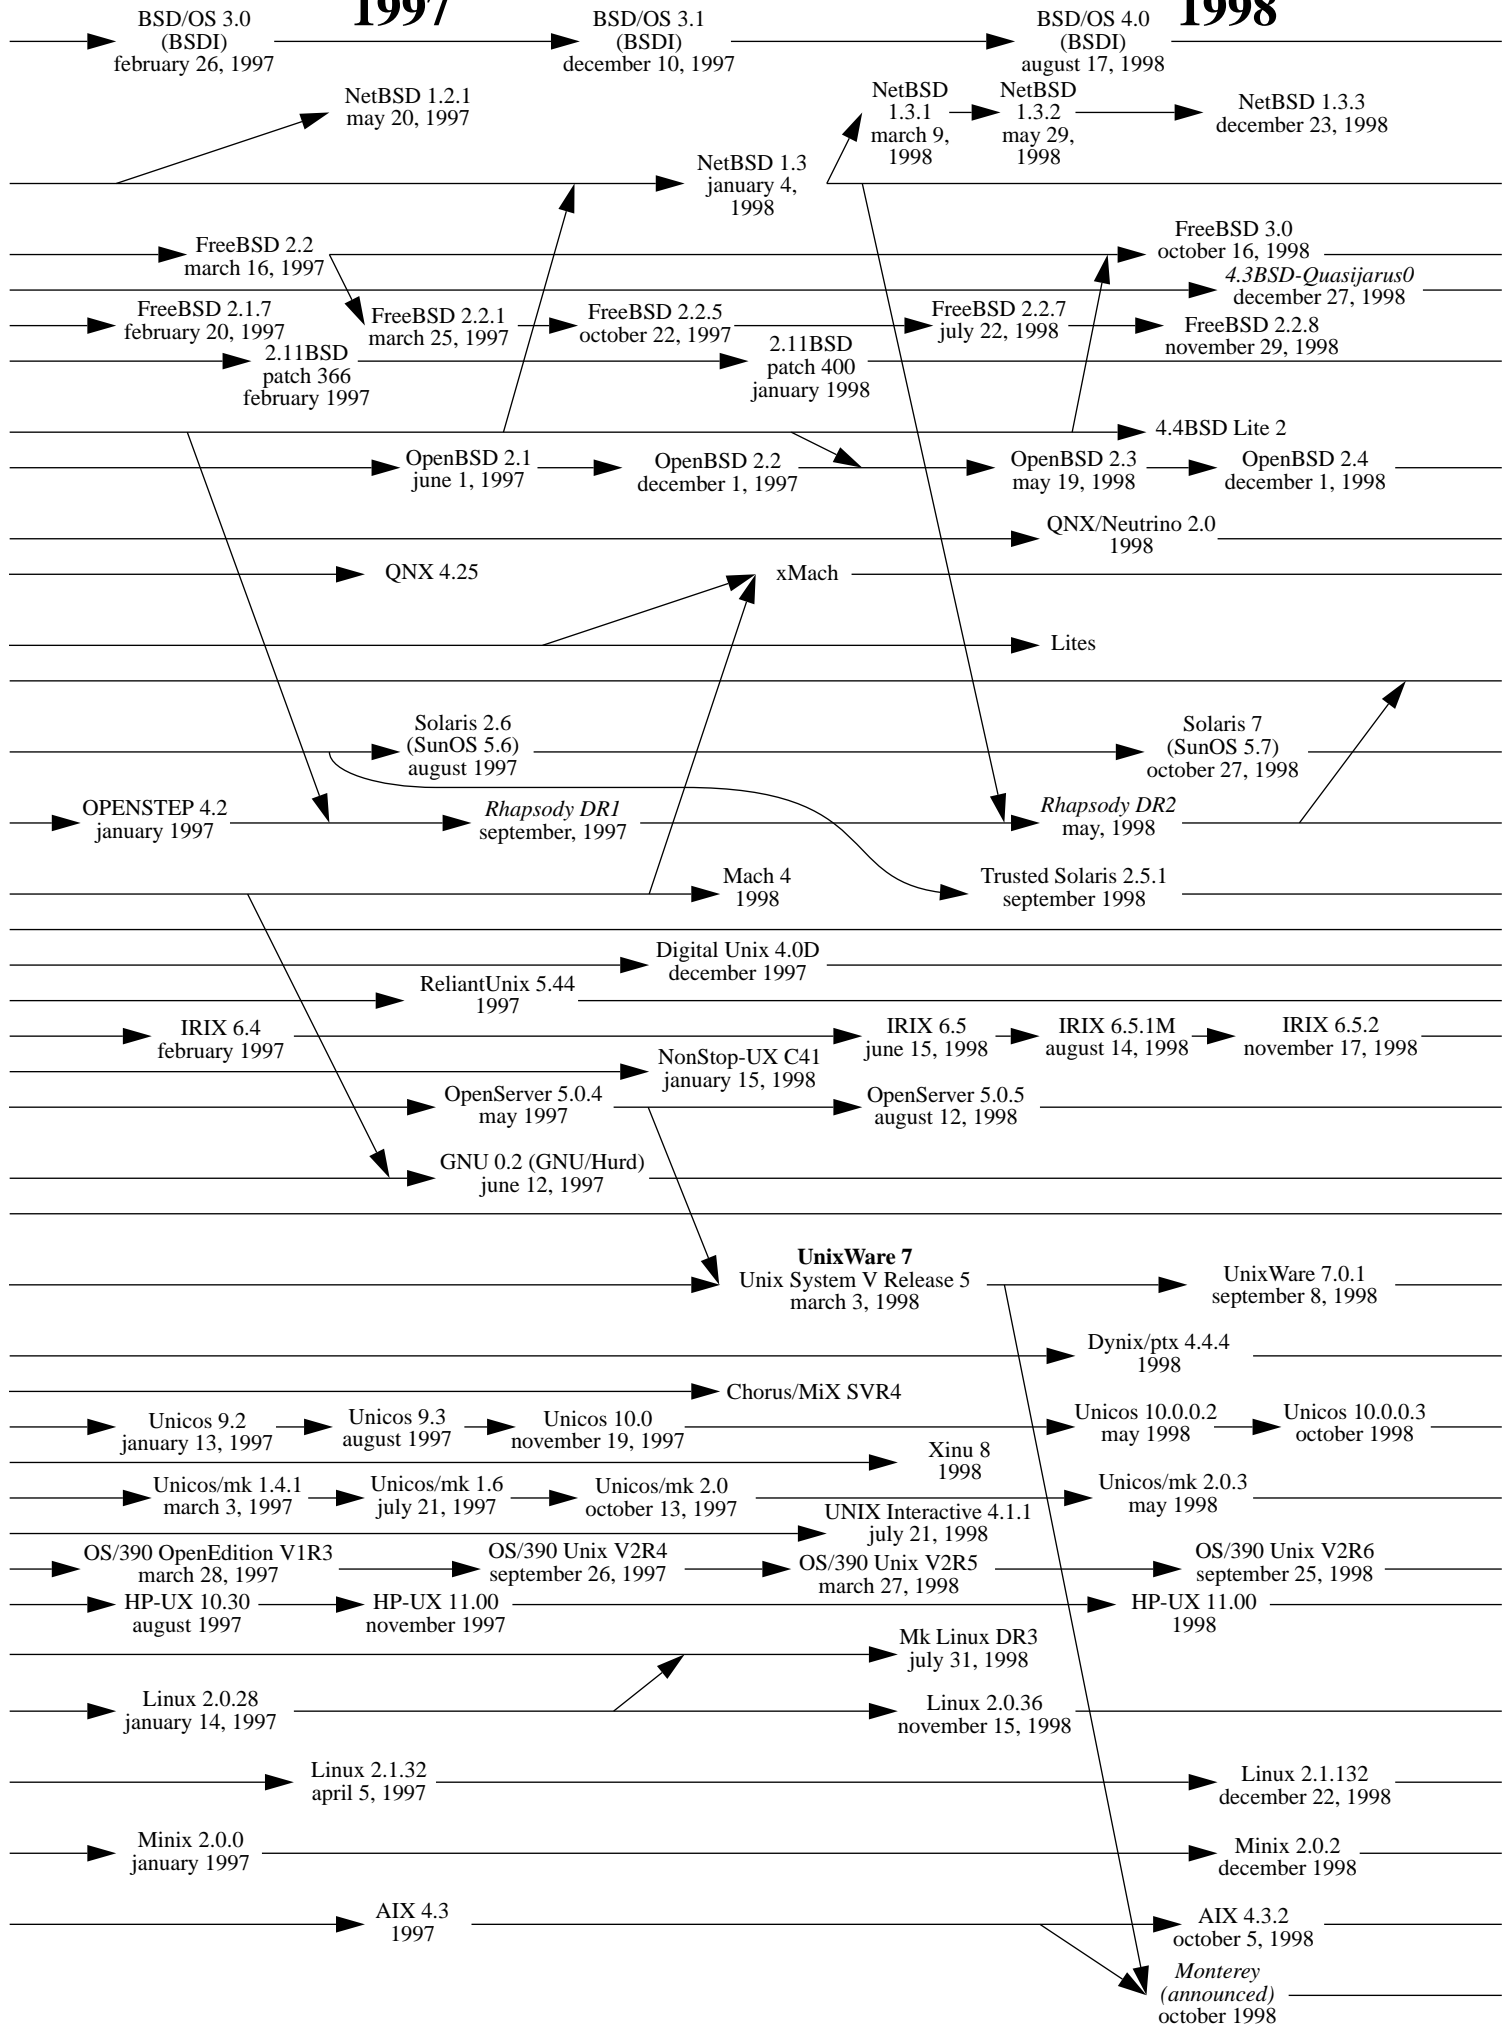 1997
1998
BSD/OS 3.0
(BSDI)
february 26, 1997
BSD/OS 3.1
(BSDI)
december 10, 1997
BSD/OS 4.0
(BSDI)
august 17, 1998
NetBSD 1.2.1
may 20, 1997
NetBSD
1.3.1
march 9,
1998
NetBSD
1.3.2
may 29,
1998
NetBSD 1.3.3
december 23, 1998
NetBSD 1.3
january 4,
1998
FreeBSD 2.2
march 16, 1997
FreeBSD 3.0
october 16, 1998
4.3BSD-Quasijarus0
december 27, 1998
FreeBSD 2.1.7
february 20, 1997
FreeBSD 2.2.1
march 25, 1997
FreeBSD 2.2.5
october 22, 1997
FreeBSD 2.2.7
july 22, 1998
FreeBSD 2.2.8
november 29, 1998
2.11BSD
patch 366
february 1997
2.11BSD
patch 400
january 1998
4.4BSD Lite 2
OpenBSD 2.1
june 1, 1997
OpenBSD 2.2
december 1, 1997
OpenBSD 2.3
may 19, 1998
OpenBSD 2.4
december 1, 1998
QNX/Neutrino 2.0
1998
QNX 4.25
xMach
Lites
Solaris 2.6
(SunOS 5.6)
august 1997
Solaris 7
(SunOS 5.7)
october 27, 1998
OPENSTEP 4.2
january 1997
Rhapsody DR1
september, 1997
Rhapsody DR2
may, 1998
Mach 4
1998
Trusted Solaris 2.5.1
september 1998
Digital Unix 4.0D
december 1997
ReliantUnix 5.44
1997
IRIX 6.4
february 1997
IRIX 6.5
june 15, 1998
IRIX 6.5.1M
august 14, 1998
IRIX 6.5.2
november 17, 1998
NonStop-UX C41
january 15, 1998
OpenServer 5.0.4
may 1997
OpenServer 5.0.5
august 12, 1998
GNU 0.2 (GNU/Hurd)
june 12, 1997
UnixWare 7
Unix System V Release 5
march 3, 1998
UnixWare 7.0.1
september 8, 1998
Dynix/ptx 4.4.4
1998
Chorus/MiX SVR4
Unicos 9.2
january 13, 1997
Unicos 9.3
august 1997
Unicos 10.0
november 19, 1997
Unicos 10.0.0.2
may 1998
Unicos 10.0.0.3
october 1998
Xinu 8
1998
Unicos/mk 1.4.1
march 3, 1997
Unicos/mk 1.6
july 21, 1997
Unicos/mk 2.0
october 13, 1997
Unicos/mk 2.0.3
may 1998
UNIX Interactive 4.1.1
july 21, 1998
OS/390 OpenEdition V1R3
march 28, 1997
OS/390 Unix V2R4
september 26, 1997
OS/390 Unix V2R5
march 27, 1998
OS/390 Unix V2R6
september 25, 1998
HP-UX 10.30
august 1997
HP-UX 11.00
november 1997
HP-UX 11.00
1998
Mk Linux DR3
july 31, 1998
Linux 2.0.28
january 14, 1997
Linux 2.0.36
november 15, 1998
Linux 2.1.32
april 5, 1997
Linux 2.1.132
december 22, 1998
Minix 2.0.0
january 1997
Minix 2.0.2
december 1998
AIX 4.3
1997
AIX 4.3.2
october 5, 1998
Monterey
(announced)
october 1998